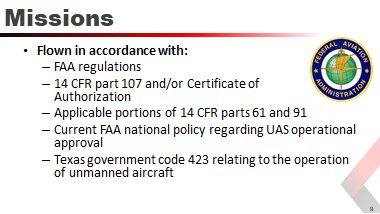 Missions
• Flown in accordance with:
– FAA regulations
– 14 CFR part 107 and/or Certificate of
Authorization
– Applicable portions of 14 CFR parts 61 and 91
– Current FAA national policy regarding UAS operational
approval
– Texas government code 423 relating to the operation
of unmanned aircraft
FEDERAL AVIATION
ADMINISTRATION